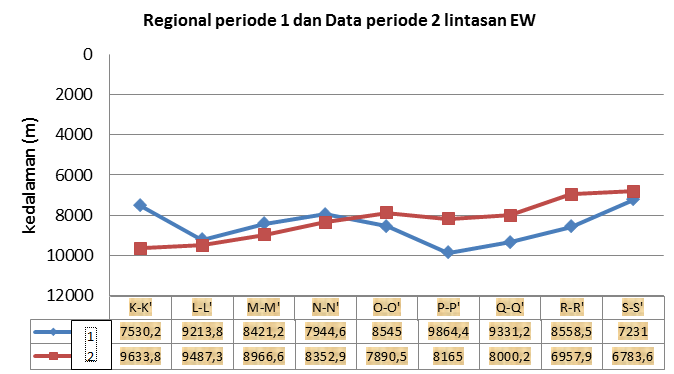 Regional periode 1 dan Data periode 2 lintasan EW
kedalaman (m)
0
2000
4000
6000
8000
10000
12000
K-K' L-L' M-M' N-N' O-O' P-P' Q-Q' R-R' S-S'
1 7530,2 9213,8 8421,2 7944,6 8545 9864,4 9331,2 8558,5 7231
2 9633,8 9487,3 8966,6 8352,9 7890,5 8165 8000,2 6957,9 6783,6